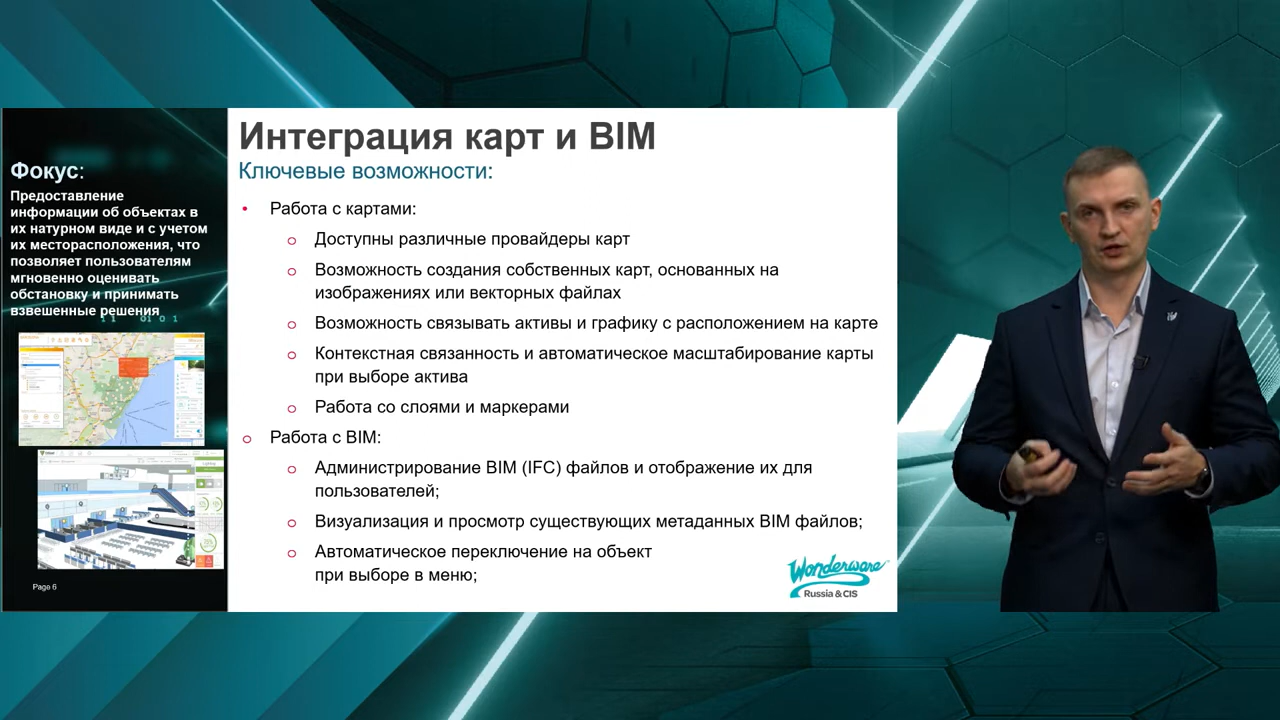 Интеграция карт и BIM
Ключевые возможности:
Фокус:
Предоставление
информации об объектах в
их натурном виде и с учетом
их месторасположения, что
позволяет пользователям
мгновенно оценивать
обстановку и принимать
взвешенные решения
• Работа с картами:
o Доступны различные провайдеры карт
o Возможность создания собственных карт, основанных на
изображениях или векторных файлах
o Возможность связывать активы и графику с расположением на карте
o Контекстная связанность и автоматическое масштабирование карты
при выборе актива
o Работа со слоями и маркерами
o Работа с BIM:
o Администрирование BIM (IFC) файлов и отображение их для
пользователей;
o Визуализация и просмотр существующих метаданных BIM файлов;
o Автоматическое переключение на объект
при выборе в меню;
Page 6
Wonderware
Russia & CIS